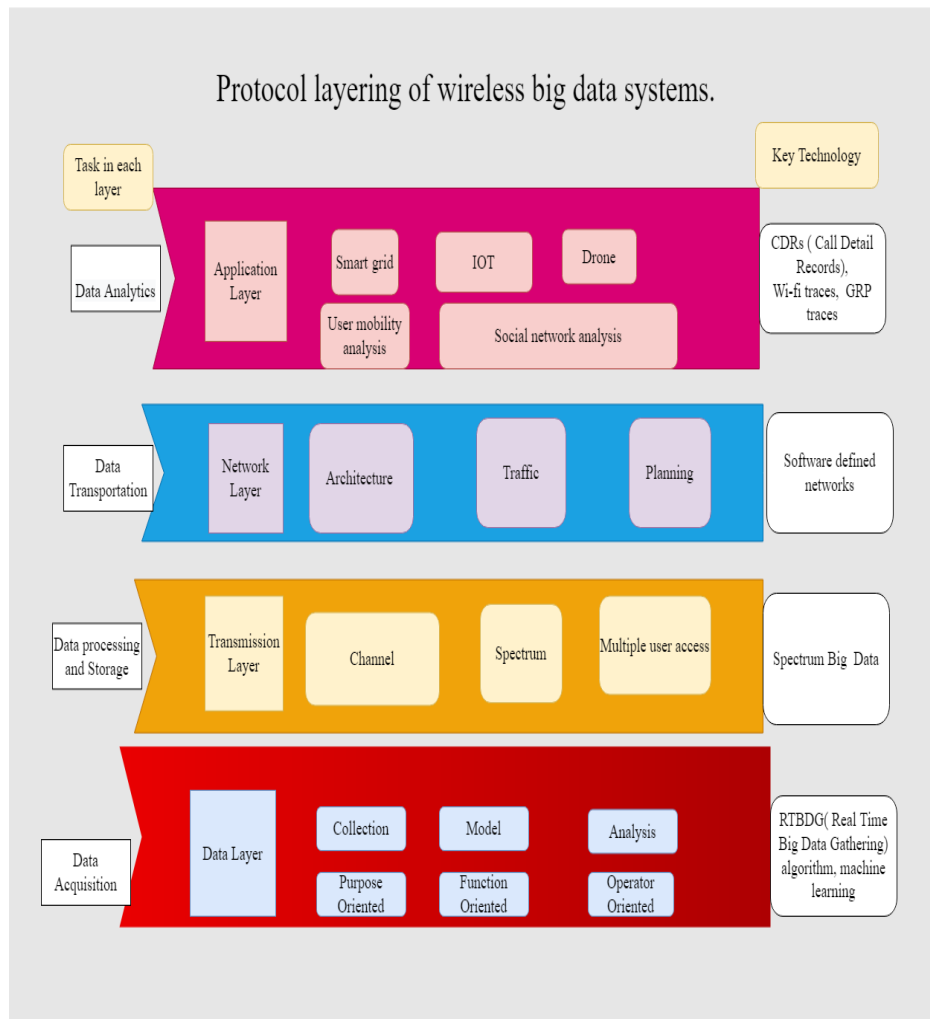 Protocol layering of wireless big data systems.
Task in each
layer
Key Technology
Data Analytics
Application
Layer
Smart grid
IOT
Drone
User mobility
analysis
Social network analysis
CDRs ( Call Detail
Records),
Wi-fi traces,  GRP
traces
Data
Transportation
Network
Layer
Architecture
Traffic
Planning
Software defined
networks
Data processing
and Storage
Transmission
Layer
Channel
Spectrum
Multiple user access
Spectrum Big  Data
Data
Acquisition
Data Layer
Collection
Model
Analysis
Purpose
Oriented
Function
Oriented
Operator
Oriented
RTBDG( Real Time
Big Data Gathering)
algorithm, machine
learning